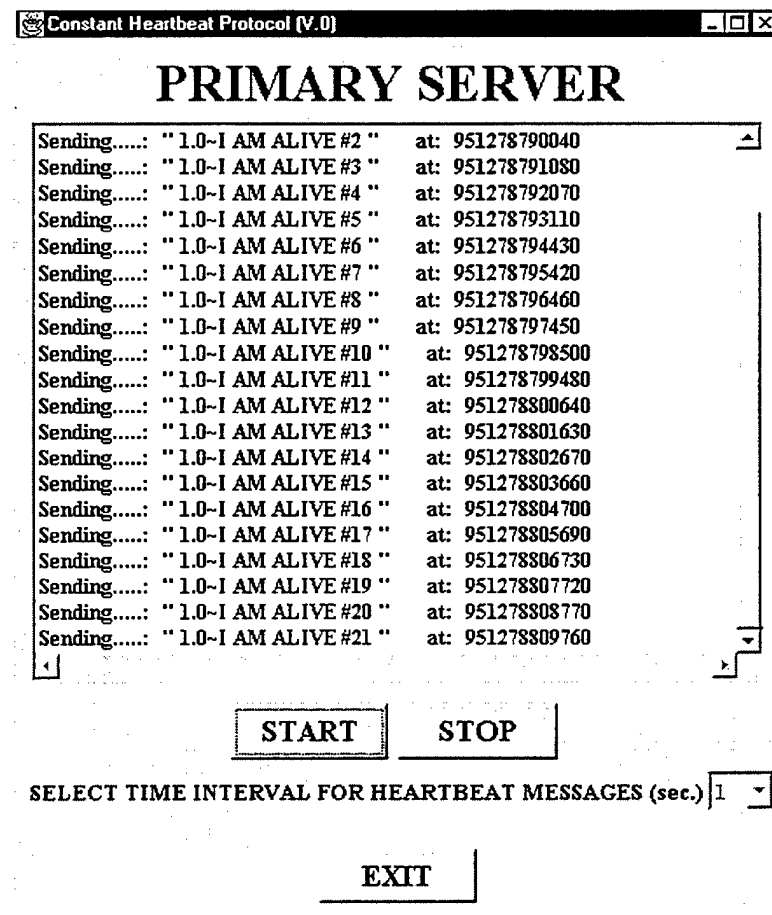 Constant Heartbeat Protocol (V.0)
PRIMARY SERVER
Sending.....: " 1.0~I AM ALIVE #2 " at: 951278790040
Sending.....: " 1.0~I AM ALIVE #3 " at: 951278791080
Sending.....: " 1.0~I AM ALIVE #4 " at: 951278792070
Sending.....: " 1.0~I AM ALIVE #5 " at: 951278793110
Sending.....: " 1.0~I AM ALIVE #6 " at: 951278794430
Sending.....: " 1.0~I AM ALIVE #7 " at: 951278795420
Sending.....: " 1.0~I AM ALIVE #8 " at: 951278796460
Sending.....: " 1.0~I AM ALIVE #9 " at: 951278797450
Sending.....: " 1.0~I AM ALIVE #10 " at: 951278798500
Sending.....: " 1.0~I AM ALIVE #11 " at: 951278799480
Sending.....: " 1.0~I AM ALIVE #12 " at: 951278800640
Sending.....: " 1.0~I AM ALIVE #13 " at: 951278801630
Sending.....: " 1.0~I AM ALIVE #14 " at: 951278802670
Sending.....: " 1.0~I AM ALIVE #15 " at: 951278803660
Sending.....: " 1.0~I AM ALIVE #16 " at: 951278804700
Sending.....: " 1.0~I AM ALIVE #17 " at: 951278805690
Sending.....: " 1.0~I AM ALIVE #18 " at: 951278806730
Sending.....: " 1.0~I AM ALIVE #19 " at: 951278807720
Sending.....: " 1.0~I AM ALIVE #20 " at: 951278808770
Sending.....: " 1.0~I AM ALIVE #21 " at: 951278809760
START STOP
SELECT TIME INTERVAL FOR HEARTBEAT MESSAGES (sec.) 1
EXIT